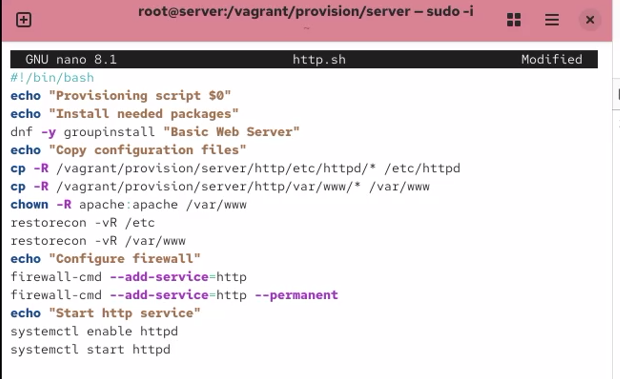 root@server:/vagrant/provision/server — sudo -i
GNU nano 8.1 http.sh Modified
#!/bin/bash
echo "Provisioning script $0"
echo "Install needed packages"
dnf -y groupinstall "Basic Web Server"
echo "Copy configuration files"
cp -R /vagrant/provision/server/http/etc/httpd/* /etc/httpd
cp -R /vagrant/provision/server/http/var/www/* /var/www
chown -R apache:apache /var/www
restorecon -vR /etc
restorecon -vR /var/www
echo "Configure firewall"
firewall-cmd --add-service=http
firewall-cmd --add-service=http --permanent
echo "Start http service"
systemctl enable httpd
systemctl start httpd